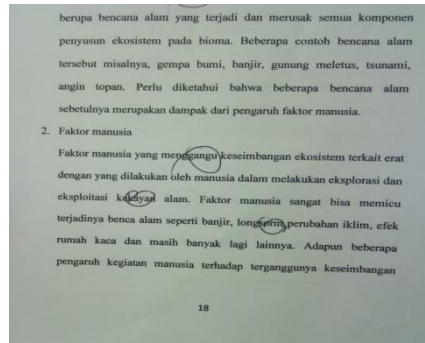 berupa bencana alam yang terjadi dan merusak semua komponen
penyusun ekosistem pada bioma. Beberapa contoh bencana alam
tersebut misalnya, gempa bumi, banjir, gunung meletus, tsunami,
angin topan. Perlu diketahui bahwa beberapa bencana alam
sebetulnya merupakan dampak dari pengaruh faktor manusia.
2. Faktor manusia
Faktor manusia yang menggangu keseimbangan ekosistem terkait erat
dengan yang dilakukan oleh manusia dalam melakukan eksplorasi dan
eksploitasi kekayan alam. Faktor manusia sangat bisa memicu
terjadinya benca alam seperti banjir, perubahan iklim, efek
rumah kaca dan masih banyak lagi lainnya. Adapun beberapa
pengaruh kegiatan manusia terhadap terganggunya keseimbangan
18